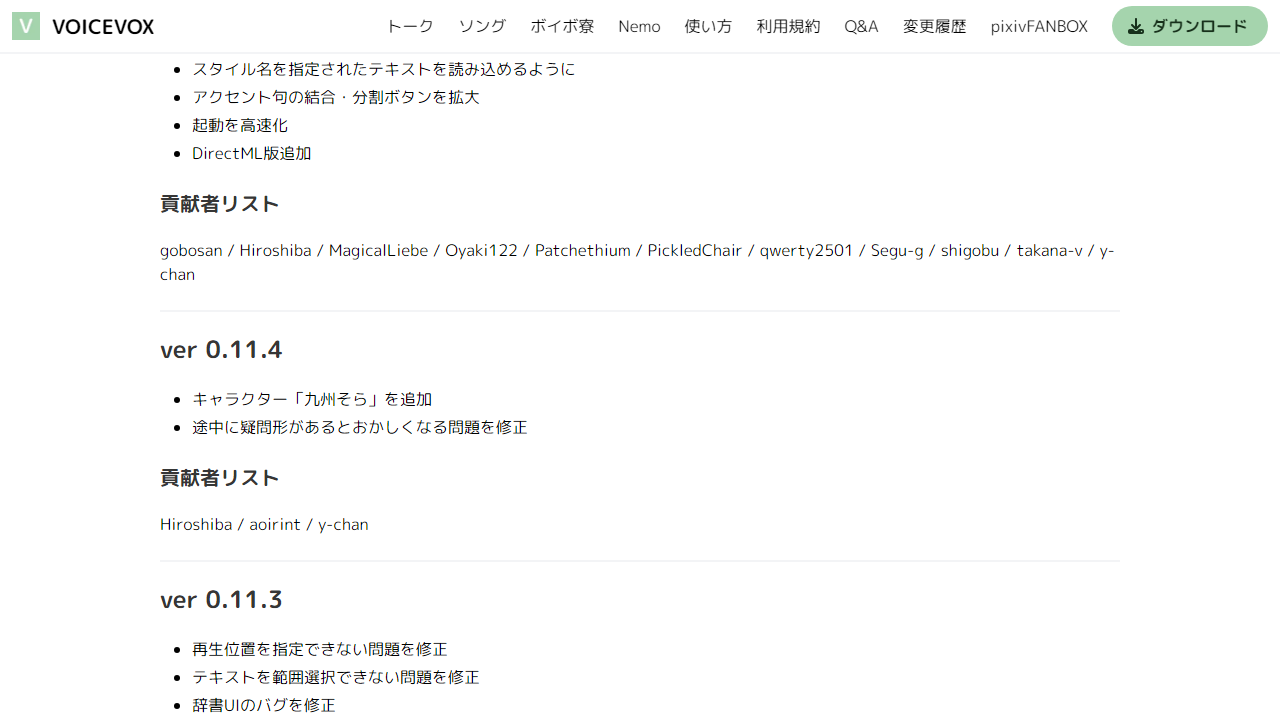 V VOICEVOX トーク ソング ボイボ寮 Nemo 使い方 利用規約 Q&A 変更履歴 pixivFANBOX ダウンロード
スタイル名を指定されたテキストを読み込めるように
アクセント句の結合・分割ボタンを拡大
起動を高速化
DirectML版追加
貢献者リスト
gobosan / Hiroshiba / MagicalLiebe / Oyaki122 / Patchethium / PickledChair / qwerty2501 / Segu-g / shigobu / takana-v / y-
chan
ver 0.11.4
キャラクター「九州そら」を追加
途中に疑問形があるとおかしくなる問題を修正
貢献者リスト
Hiroshiba / aoirint / y-chan
ver 0.11.3
再生位置を指定できない問題を修正
テキストを範囲選択できない問題を修正
辞書UIのバグを修正